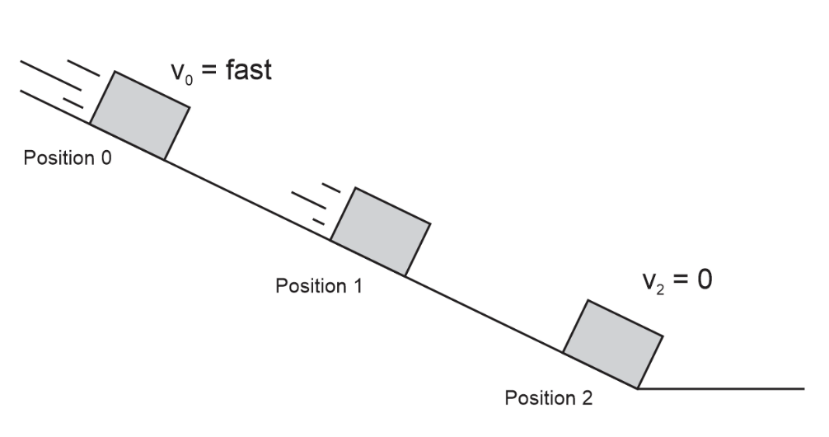 v₀ = fast
Position 0
Position 1
v₂ = 0
Position 2